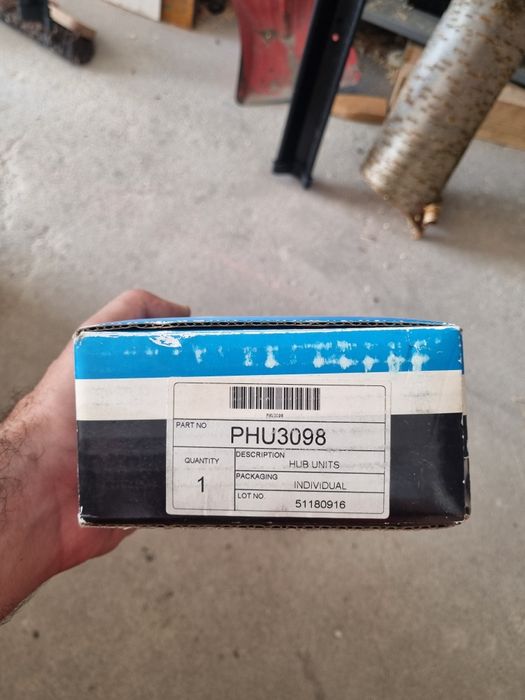 PHU3098
PART NO
PHU3098
QUANTITY
1
DESCRIPTION
HUB UNITS
PACKAGING
INDIVIDUAL
LOT NO.
51180916